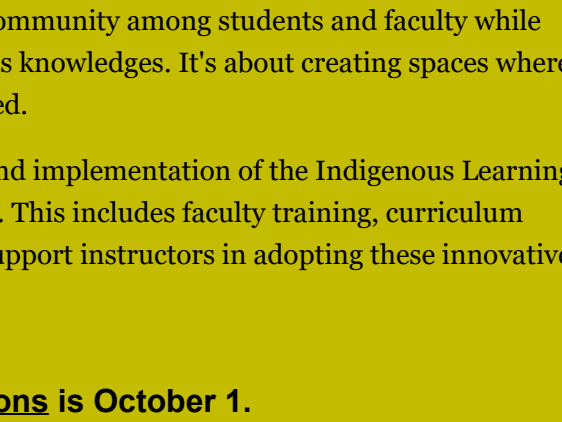 ommunity among students and faculty while
s knowledges. It's about creating spaces where
ed.
nd implementation of the Indigenous Learning
. This includes faculty training, curriculum
upport instructors in adopting these innovative
ons is October 1.